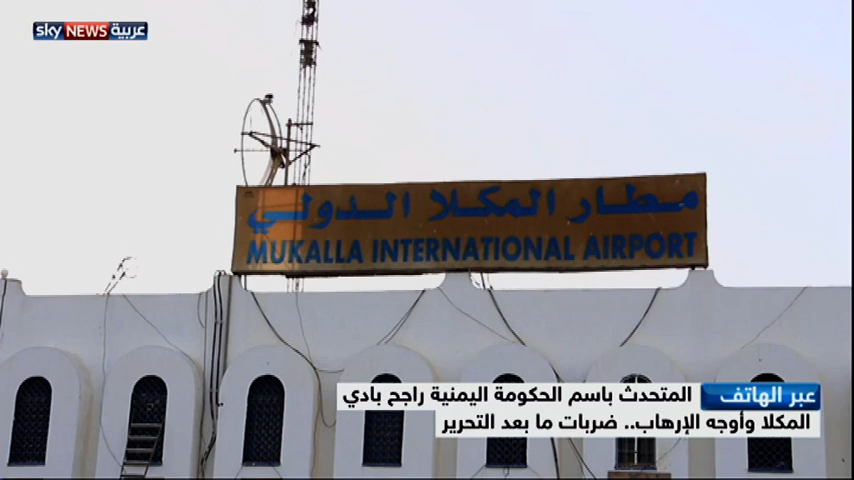 sky NEWS عربية
مطار المكلا الدولي
MUKALLA INTERNATIONAL AIRPORT
عبر الهاتف المتحدث باسم الحكومة اليمنية راجح بادي
المكلا وأوجه الإرهاب.. ضربات ما بعد التحرير